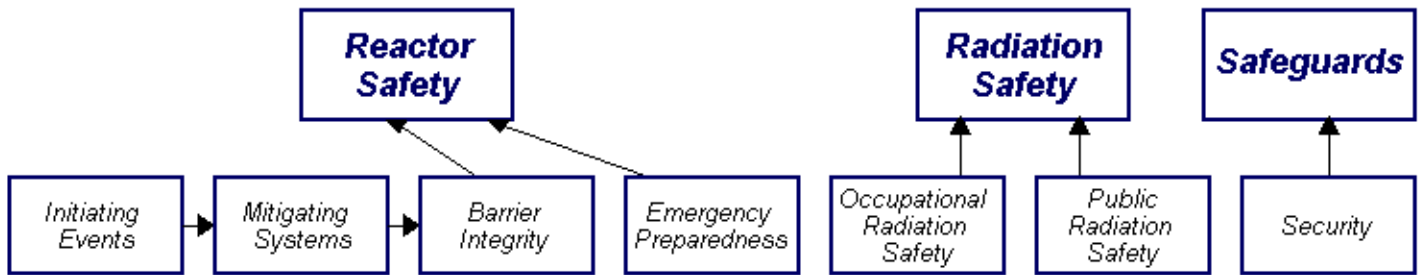 Reactor
Safety
Radiation
Safety
Safeguards
Initiating
Events
Mitigating
Systems
Barrier
Integrity
Emergency
Preparedness
Occupational
Radiation
Safety
Public
Radiation
Safety
Security